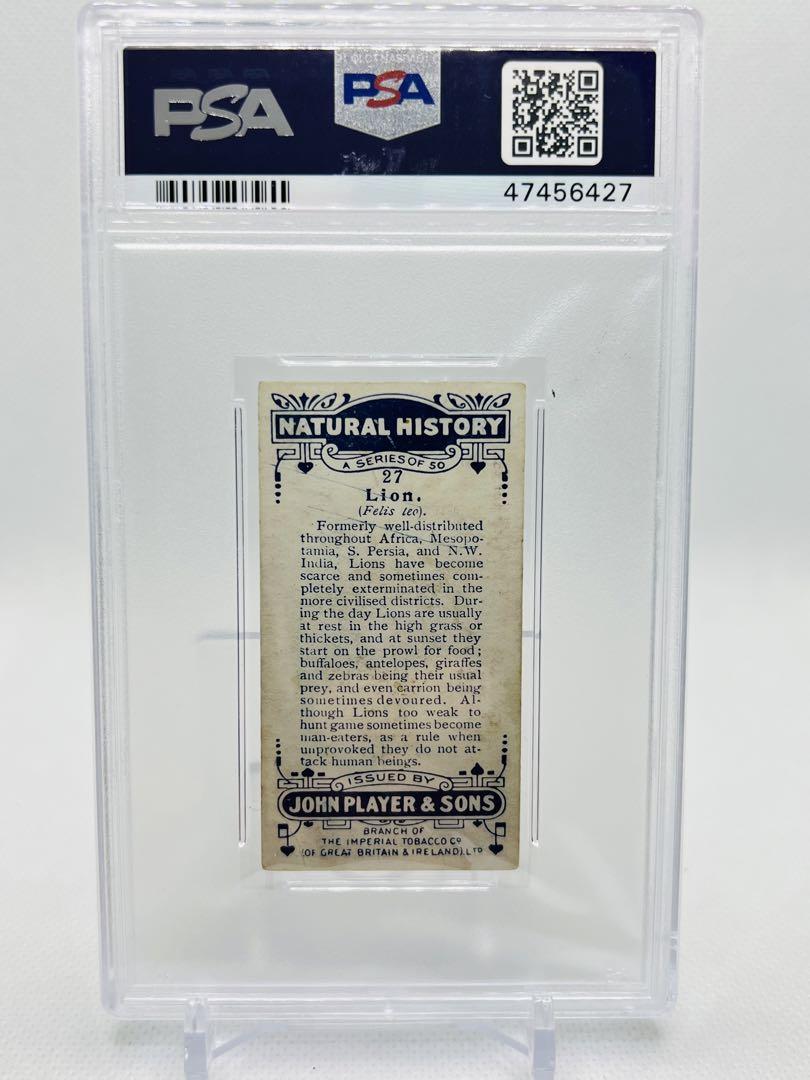 PSA
PSA
47456427
NATURAL HISTORY
A SERIES OF 50
27
Lion.
(Felis leo).
Formerly well-distributed
throughout Africa, Mesopo-
tamia, S. Persia, and N.W.
India, Lions have become
scarce and sometimes com-
pletely exterminated in the
more civilised districts. Dur-
ing the day Lions are usually
at rest in the high grass or
thickets, and at sunset they
start on the prowl for food;
buffaloes, antelopes, giraffes
and zebras being their usual
prey, and even carrion being
sometimes devoured. Al-
though Lions too weak to
hunt game sometimes become
man-eaters, as a rule when
unprovoked they do not at-
tack human beings.
ISSUED BY
JOHN PLAYER & SONS
BRANCH OF
THE IMPERIAL TOBACCO CO
(OF GREAT BRITAIN & IRELAND), LTD